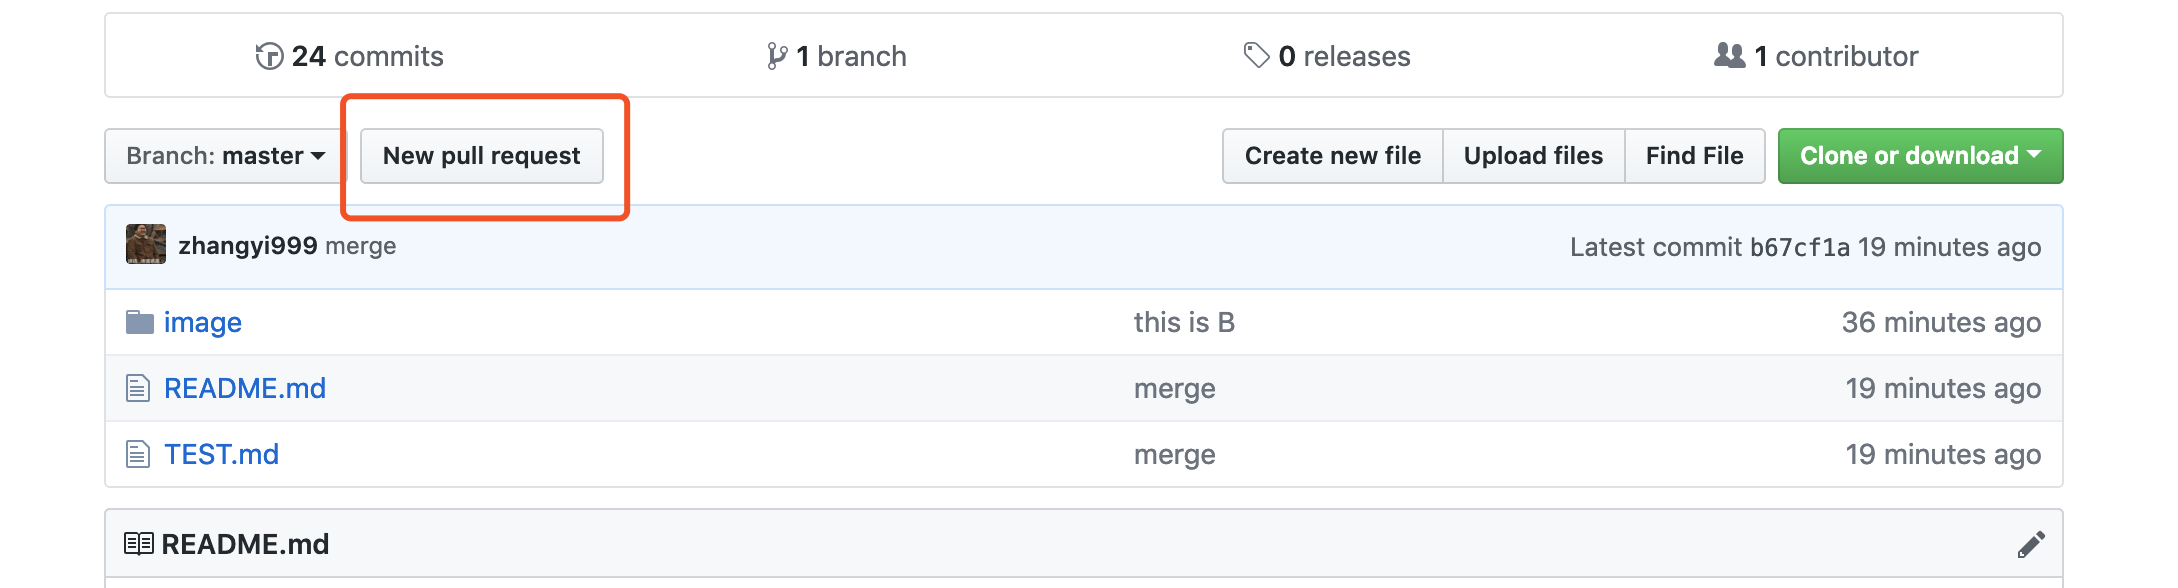 24 commits
1 branch
0 releases
1 contributor
Branch: master
New pull request
Create new file
Upload files
Find File
Clone or download
zhangyi999 merge
Latest commit b67cf1a 19 minutes ago
image
this is B
36 minutes ago
README.md
merge
19 minutes ago
TEST.md
merge
19 minutes ago
README.md